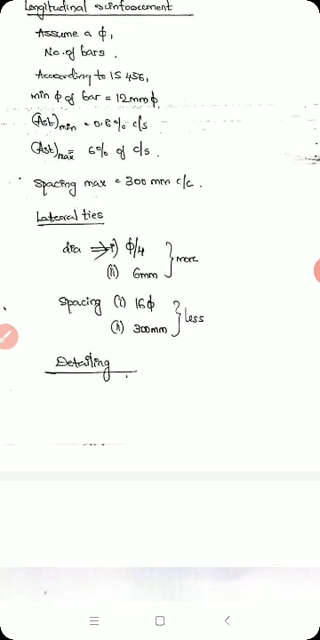 Longitudinal reinforcement
Assume a ϕ,
No. of bars.
According to IS 456,
min ϕ of bar = 12mm ϕ
(Ast)min = 0.8% c/s
(Ast)max = 6% of c/s.
Spacing max = 300 mm c/c.
Lateral ties
dia ⇒ i) ϕ/4
(ii) 6mm } more
Spacing (i) 16ϕ
(ii) 300mm } Less
Detailing